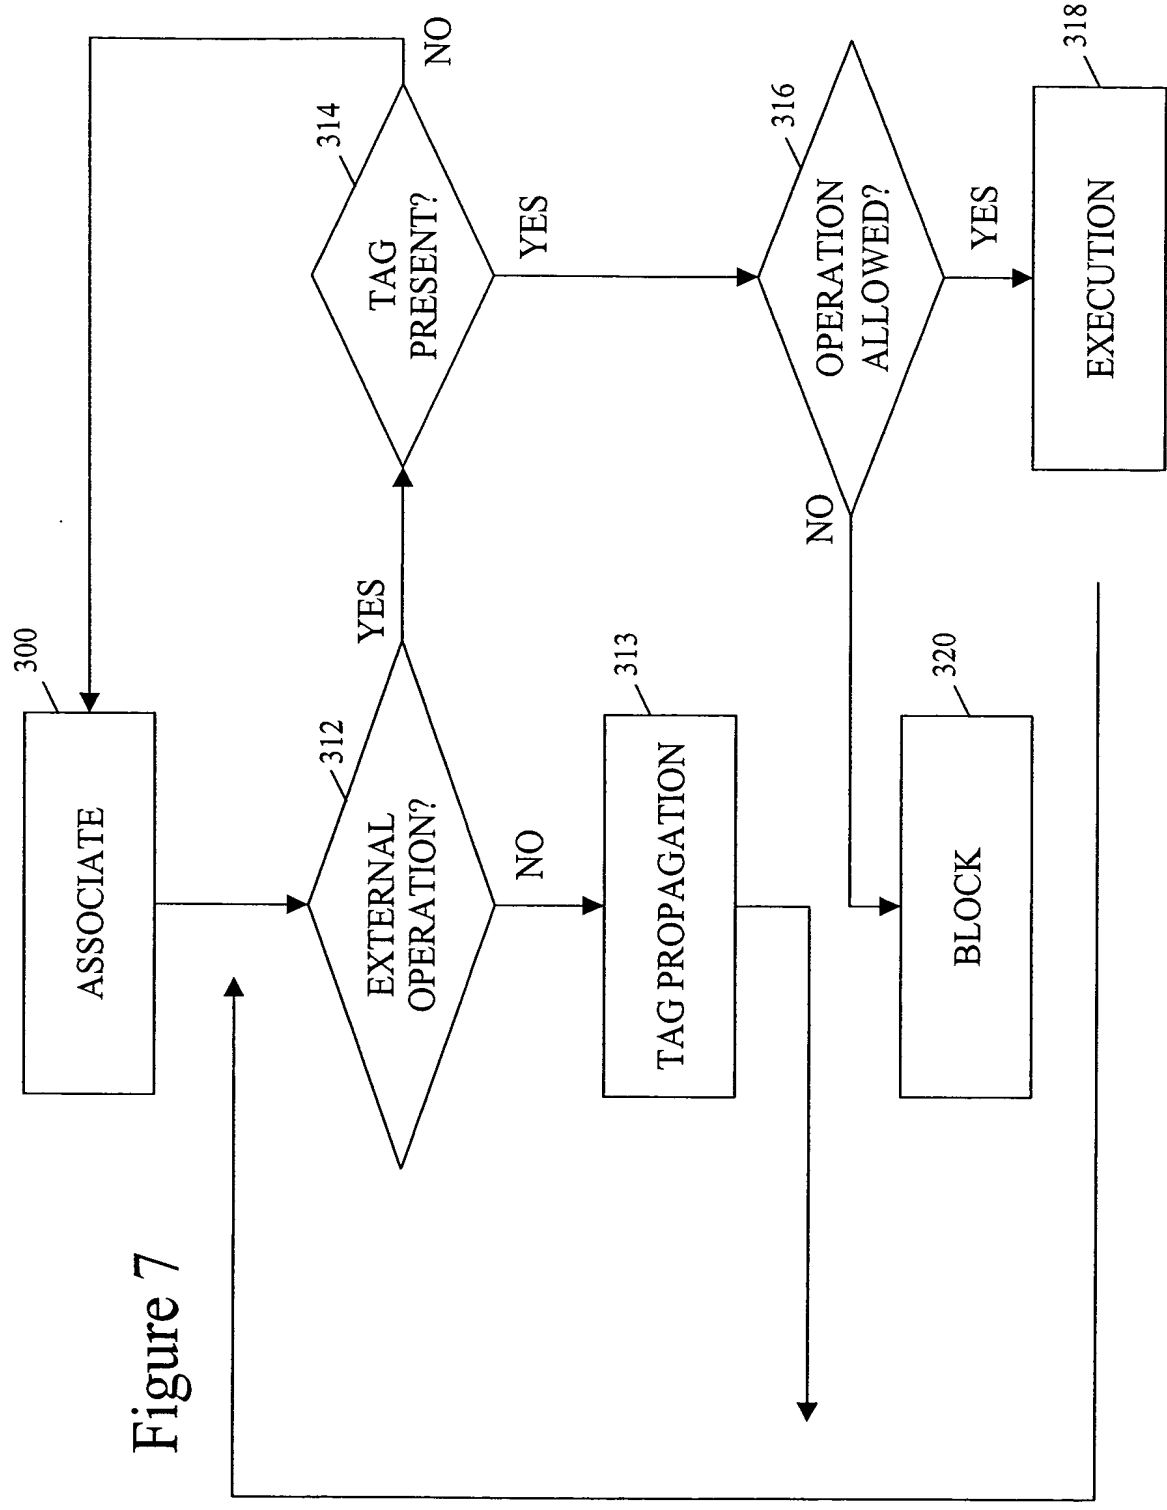 Figure 7
300
ASSOCIATE
312
EXTERNAL
OPERATION?
YES
NO
314
TAG
PRESENT?
NO
YES
313
TAG PROPAGATION
316
OPERATION
ALLOWED?
NO
YES
320
BLOCK
318
EXECUTION